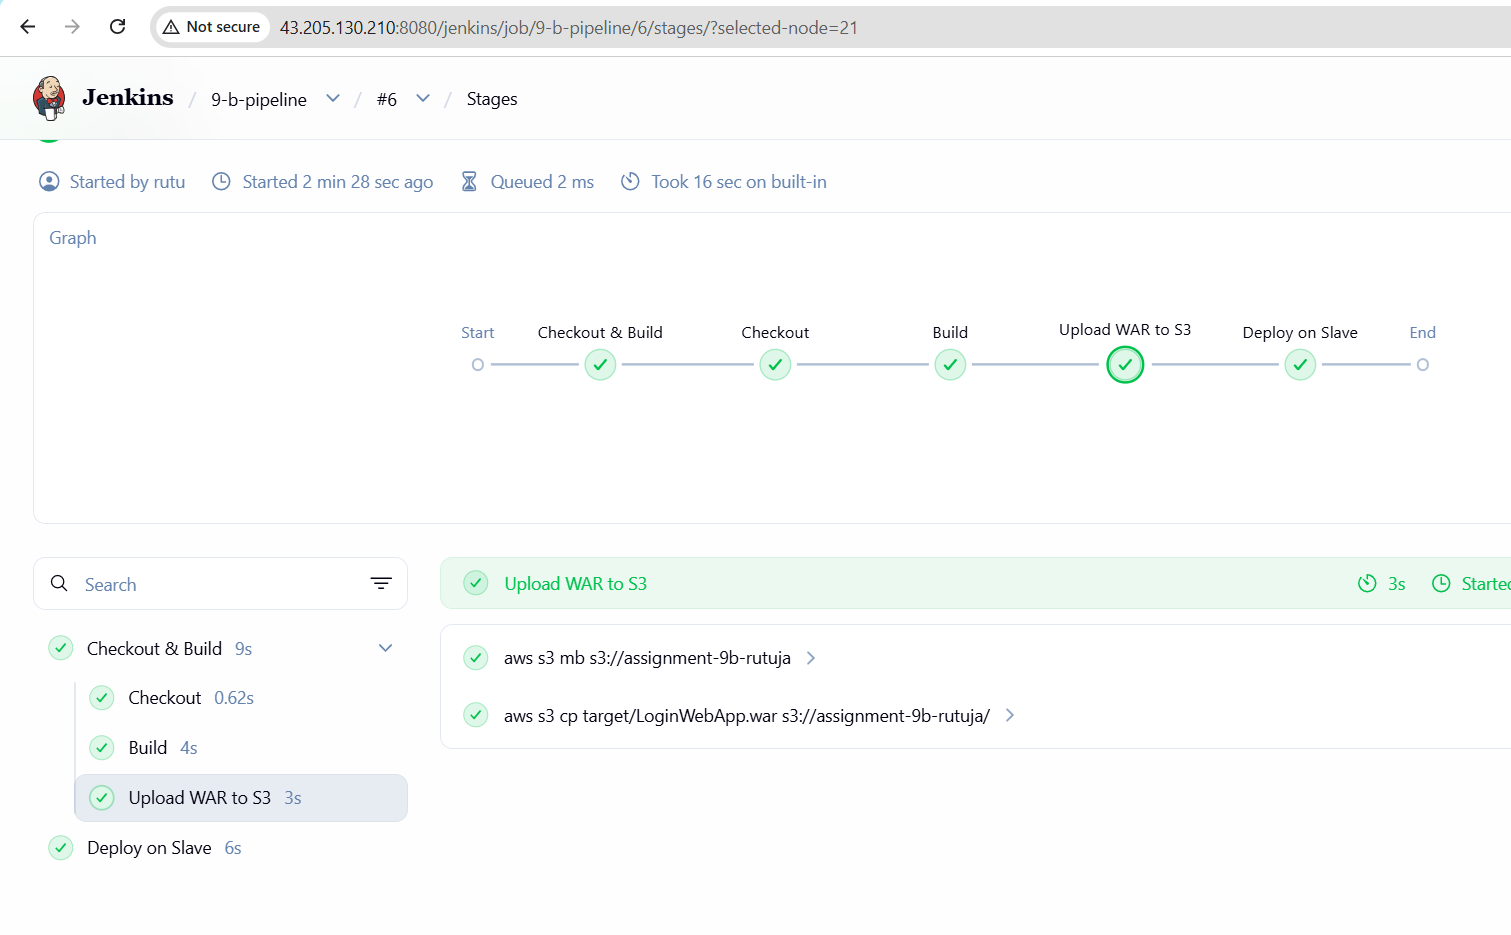 Not secure 43.205.130.210:8080/jenkins/job/9-b-pipeline/6/stages/?selected-node=21
Jenkins / 9-b-pipeline / #6 / Stages
Started by rutu Started 2 min 28 sec ago Queued 2 ms Took 16 sec on built-in
Graph
Start Checkout & Build Checkout Build Upload WAR to S3 Deploy on Slave End
Search
Upload WAR to S3 3s Started
Checkout & Build 9s
aws s3 mb s3://assignment-9b-rutuja
Checkout 0.62s
aws s3 cp target/LoginWebApp.war s3://assignment-9b-rutuja/
Build 4s
Upload WAR to S3 3s
Deploy on Slave 6s